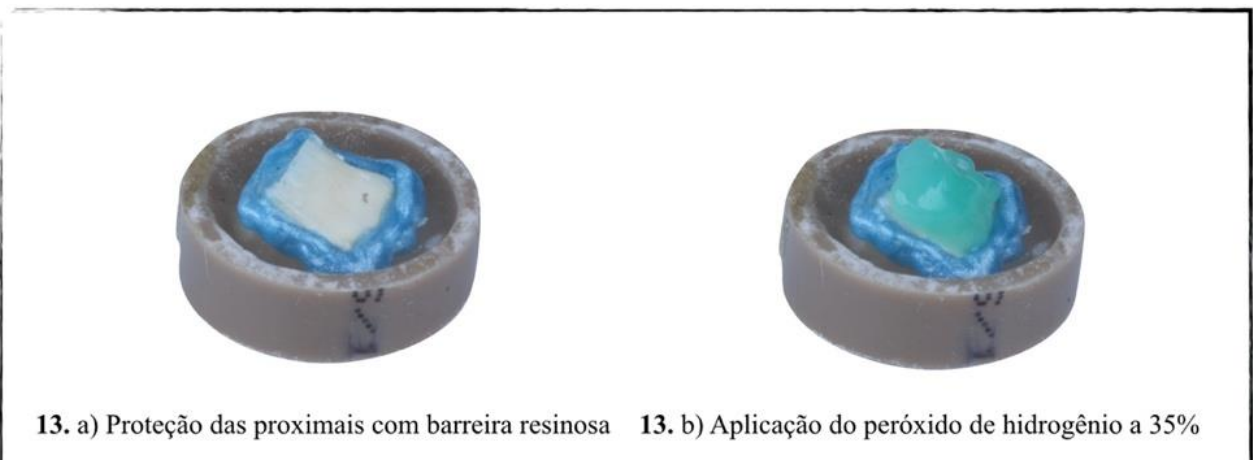 13. a) Proteção das proximais com barreira resinosa
13. b) Aplicação do peróxido de hidrogênio a 35%